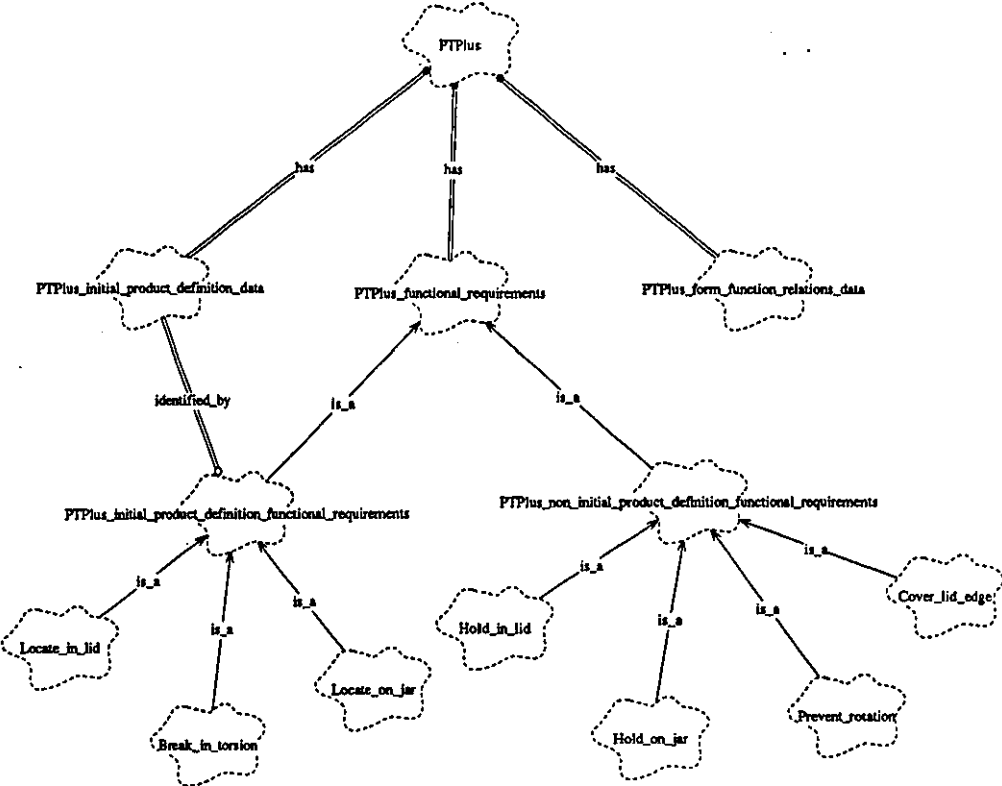 PTPlus
has
has
has
PTPlus_initial_product_definition_data
PTPlus_functional_requirements
PTPlus_form_function_relations_data
identified_by
is_a
is_a
PTPlus_initial_product_definition_functional_requirements
PTPlus_non_initial_product_definition_functional_requirements
is_a
is_a
is_a
is_a
is_a
is_a
is_a
Locate_in_lid
Locate_on_jar
Break_in_torsion
Hold_in_lid
Hold_on_jar
Prevent_rotation
Cover_lid_edge